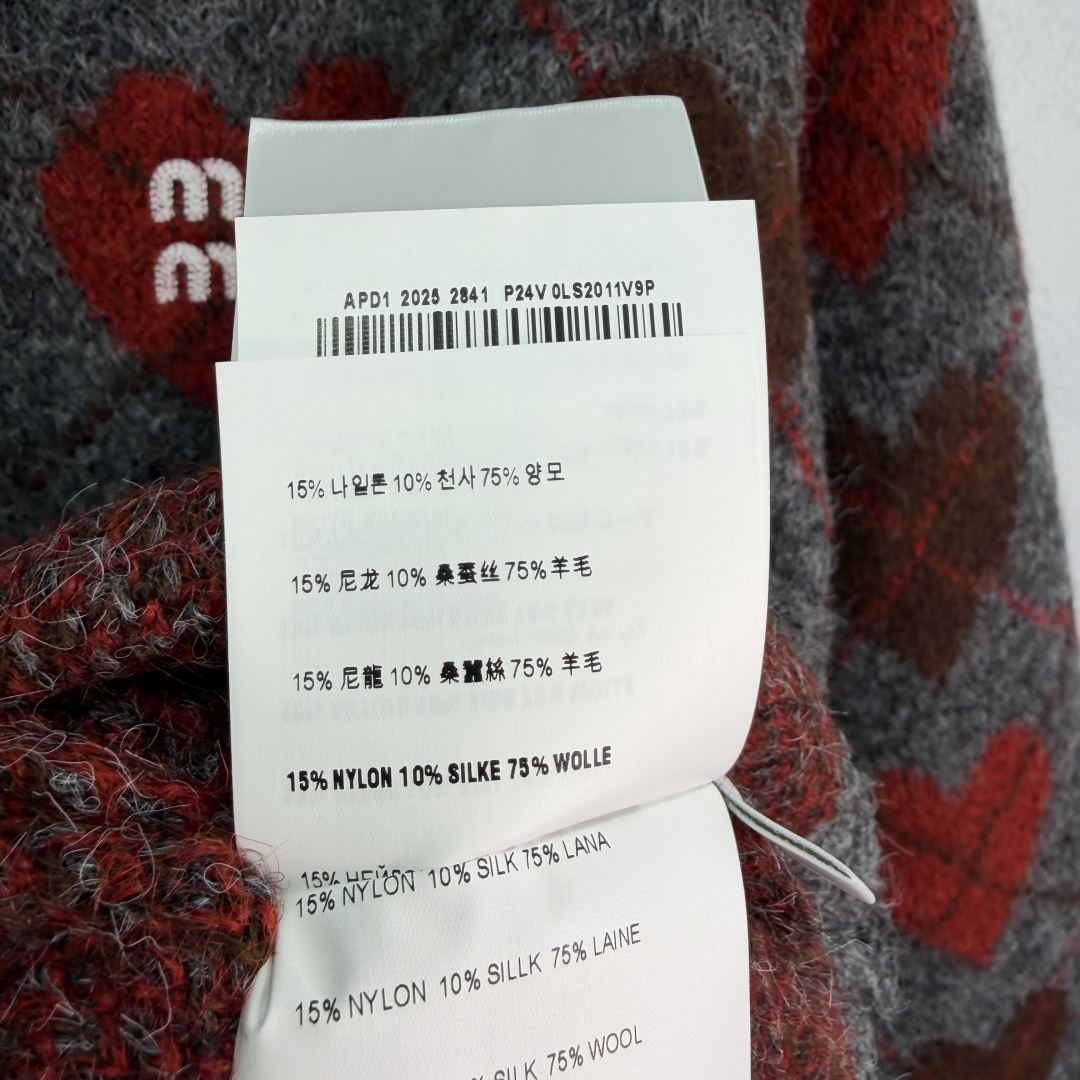 m
m
APD1 2025 2841 P24V 0LS2011V9P
15% 나일론 10% 천사 75% 양모
15% 尼龙 10% 桑蚕丝 75% 羊毛
15% 尼龍 10% 桑蠶絲 75% 羊毛
15% NYLON 10% SILKE 75% WOLLE
15%
15% NYLON 10% SILK 75% LANA
15% NYLON 10% SILLK 75% LAINE
% SILK 75% WOOL